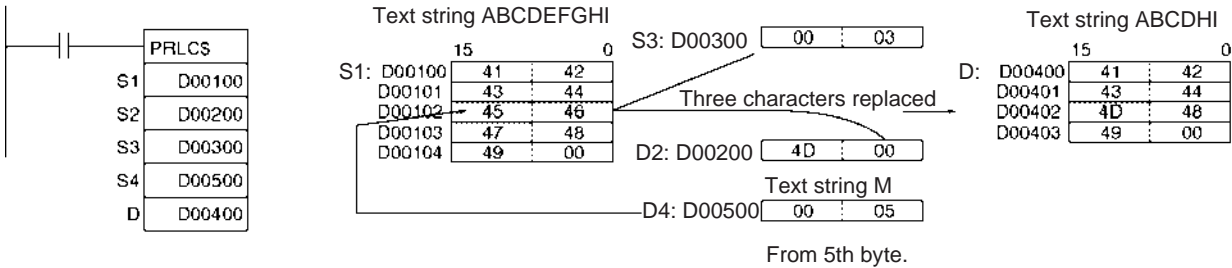 PRLC$
S1 D00100
S2 D00200
S3 D00300
S4 D00500
D D00400
Text string ABCDEFGHI
15 0
S1: D00100 41 42
D00101 43 44
D00102 45 46
D00103 47 48
D00104 49 00
S3: D00300 00 03
Three characters replaced
D2: D00200 4D 00
Text string M
D4: D00500 00 05
From 5th byte.
Text string ABCDHI
15 0
D: D00400 41 42
D00401 43 44
D00402 4D 48
D00403 49 00